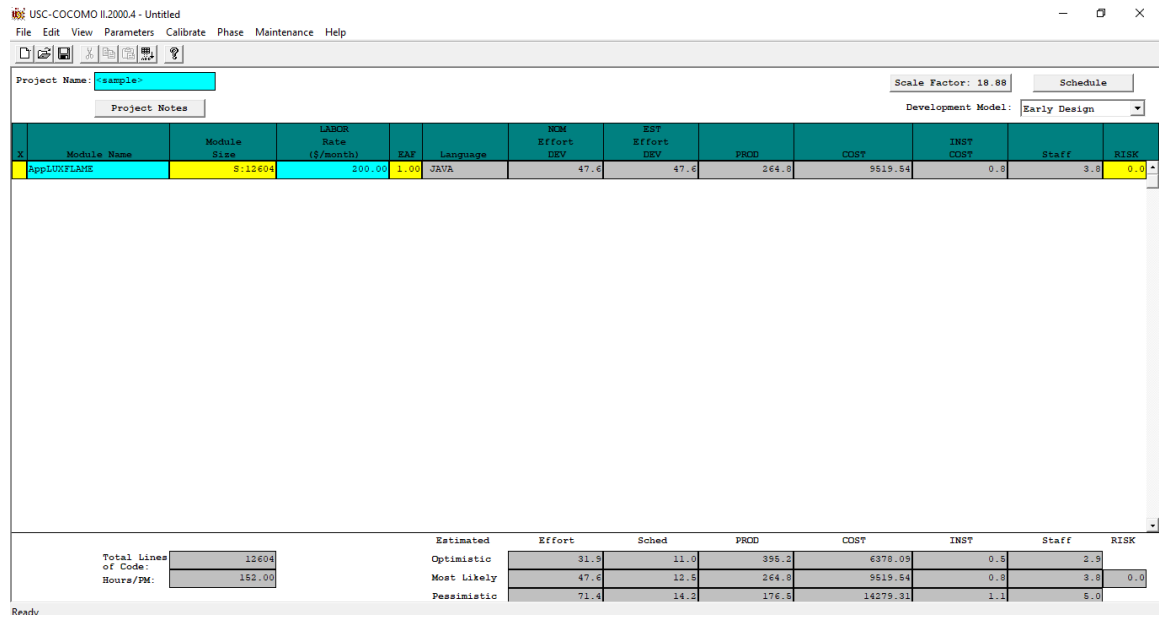 USC-COCOMO II.2000.4 - Untitled
File Edit View Parameters Calibrate Phase Maintenance Help
Project Name: <sample>
Scale Factor: 18.88 Schedule
Project Notes
Development Model: Early Design
X Module Name Module Size LABOR Rate ($/month) EAF Language NOM Effort DEV EST Effort DEV PROD COST INST COST Staff RISK
AppLUXFLAME S:12604 200.00 1.00 JAVA 47.6 47.6 264.8 9519.54 0.8 3.8 0.0
Estimated Effort Sched PROD COST INST Staff RISK
Total Lines of Code: 12604 Optimistic 31.9 11.0 395.2 6378.09 0.5 2.9
Hours/PM: 152.00 Most Likely 47.6 12.5 264.8 9519.54 0.8 3.8 0.0
Pessimistic 71.4 14.2 176.5 14279.31 1.1 5.0
Ready